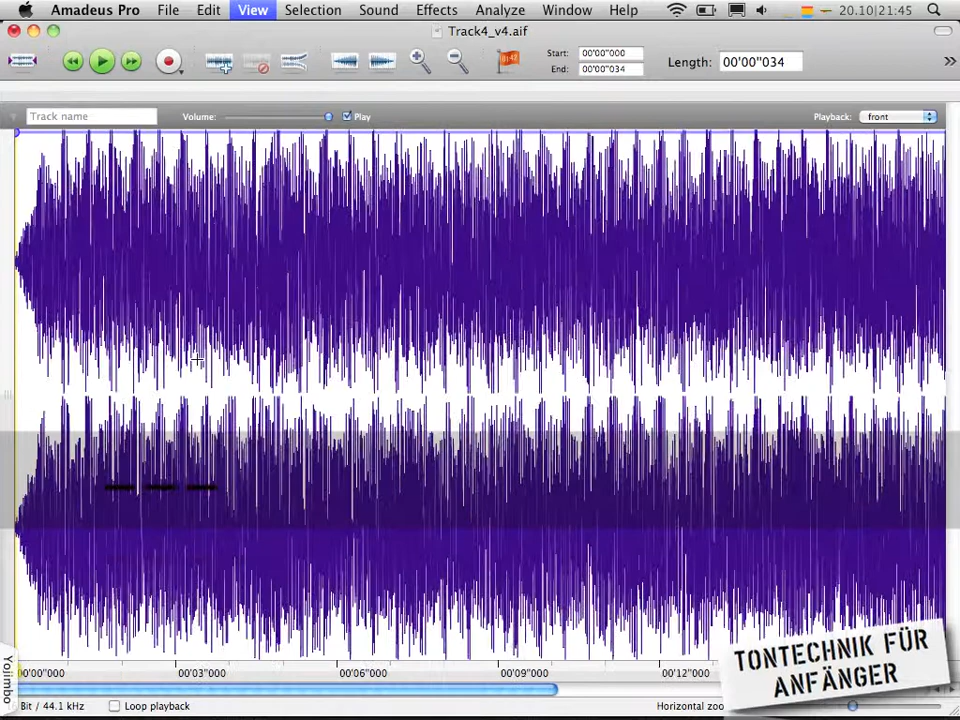 Amadeus Pro File Edit View Selection Sound Effects Analyze Window Help 20.10|21:45
Track4_v4.aif
Start: 00'00"000
End: 00'00"034
Length: 00'00"034
Track name Volume: Play Playback: front
00'00"000 00'03"000 00'06"000 00'09"000 00'12"000
Bit / 44.1 kHz Loop playback Horizontal zoo
Yojimbo
TONTECHNIK FÜR
ANFÄNGER